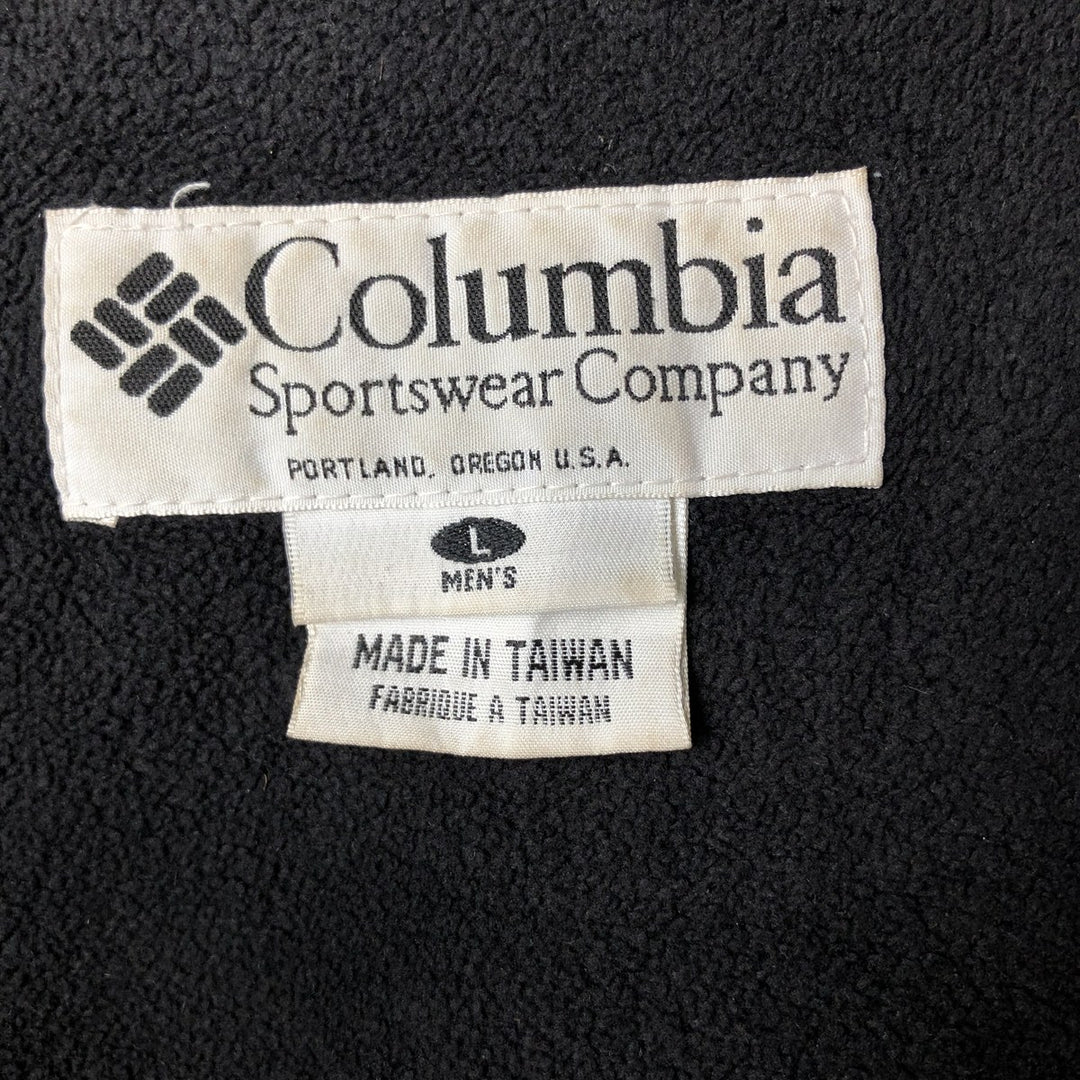 Columbia
Sportswear Company
PORTLAND, OREGON U.S.A.
L
MEN'S
MADE IN TAIWAN
FABRIQUE A TAIWAN